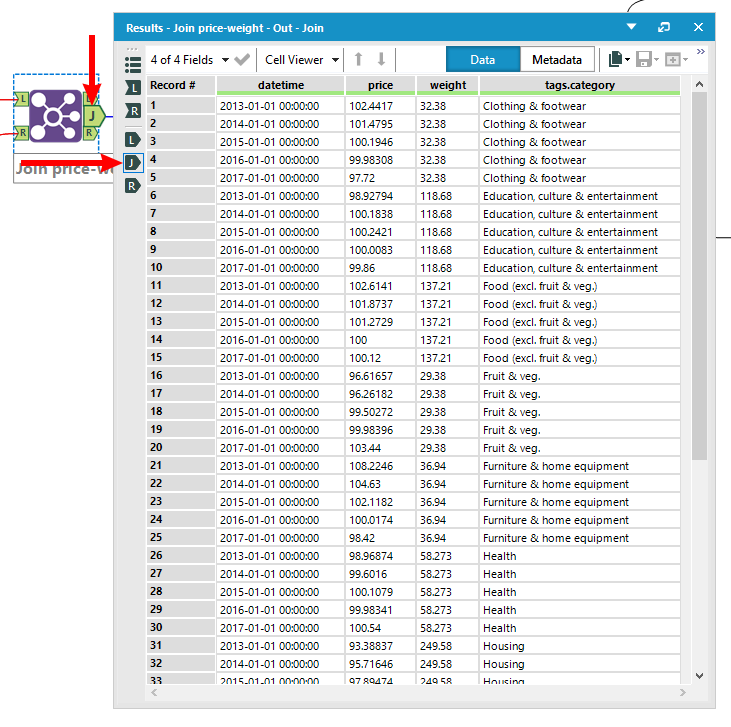 Results - Join price-weight - Out - Join
4 of 4 Fields Cell Viewer Data Metadata
Record # datetime price weight tags.category
1 2013-01-01 00:00:00 102.4417 32.38 Clothing & footwear
2 2014-01-01 00:00:00 101.4795 32.38 Clothing & footwear
3 2015-01-01 00:00:00 100.1946 32.38 Clothing & footwear
4 2016-01-01 00:00:00 99.98308 32.38 Clothing & footwear
5 2017-01-01 00:00:00 97.72 32.38 Clothing & footwear
6 2013-01-01 00:00:00 98.92794 118.68 Education, culture & entertainment
7 2014-01-01 00:00:00 100.1838 118.68 Education, culture & entertainment
8 2015-01-01 00:00:00 100.2421 118.68 Education, culture & entertainment
9 2016-01-01 00:00:00 100.0083 118.68 Education, culture & entertainment
10 2017-01-01 00:00:00 99.86 118.68 Education, culture & entertainment
11 2013-01-01 00:00:00 102.6141 137.21 Food (excl. fruit & veg.)
12 2014-01-01 00:00:00 101.8737 137.21 Food (excl. fruit & veg.)
13 2015-01-01 00:00:00 101.2729 137.21 Food (excl. fruit & veg.)
14 2016-01-01 00:00:00 100 137.21 Food (excl. fruit & veg.)
15 2017-01-01 00:00:00 100.12 137.21 Food (excl. fruit & veg.)
16 2013-01-01 00:00:00 96.61657 29.38 Fruit & veg.
17 2014-01-01 00:00:00 96.26182 29.38 Fruit & veg.
18 2015-01-01 00:00:00 99.50272 29.38 Fruit & veg.
19 2016-01-01 00:00:00 99.98396 29.38 Fruit & veg.
20 2017-01-01 00:00:00 103.44 29.38 Fruit & veg.
21 2013-01-01 00:00:00 108.2246 36.94 Furniture & home equipment
22 2014-01-01 00:00:00 104.63 36.94 Furniture & home equipment
23 2015-01-01 00:00:00 102.1182 36.94 Furniture & home equipment
24 2016-01-01 00:00:00 100.0174 36.94 Furniture & home equipment
25 2017-01-01 00:00:00 98.42 36.94 Furniture & home equipment
26 2013-01-01 00:00:00 98.96874 58.273 Health
27 2014-01-01 00:00:00 99.6016 58.273 Health
28 2015-01-01 00:00:00 100.1079 58.273 Health
29 2016-01-01 00:00:00 99.98341 58.273 Health
30 2017-01-01 00:00:00 100.54 58.273 Health
31 2013-01-01 00:00:00 93.38837 249.58 Housing
32 2014-01-01 00:00:00 95.71646 249.58 Housing
33 2015-01-01 00:00:00 97.89474 249.58 Housing
L
R
L
J
R
L L
J
R R
Join price-w